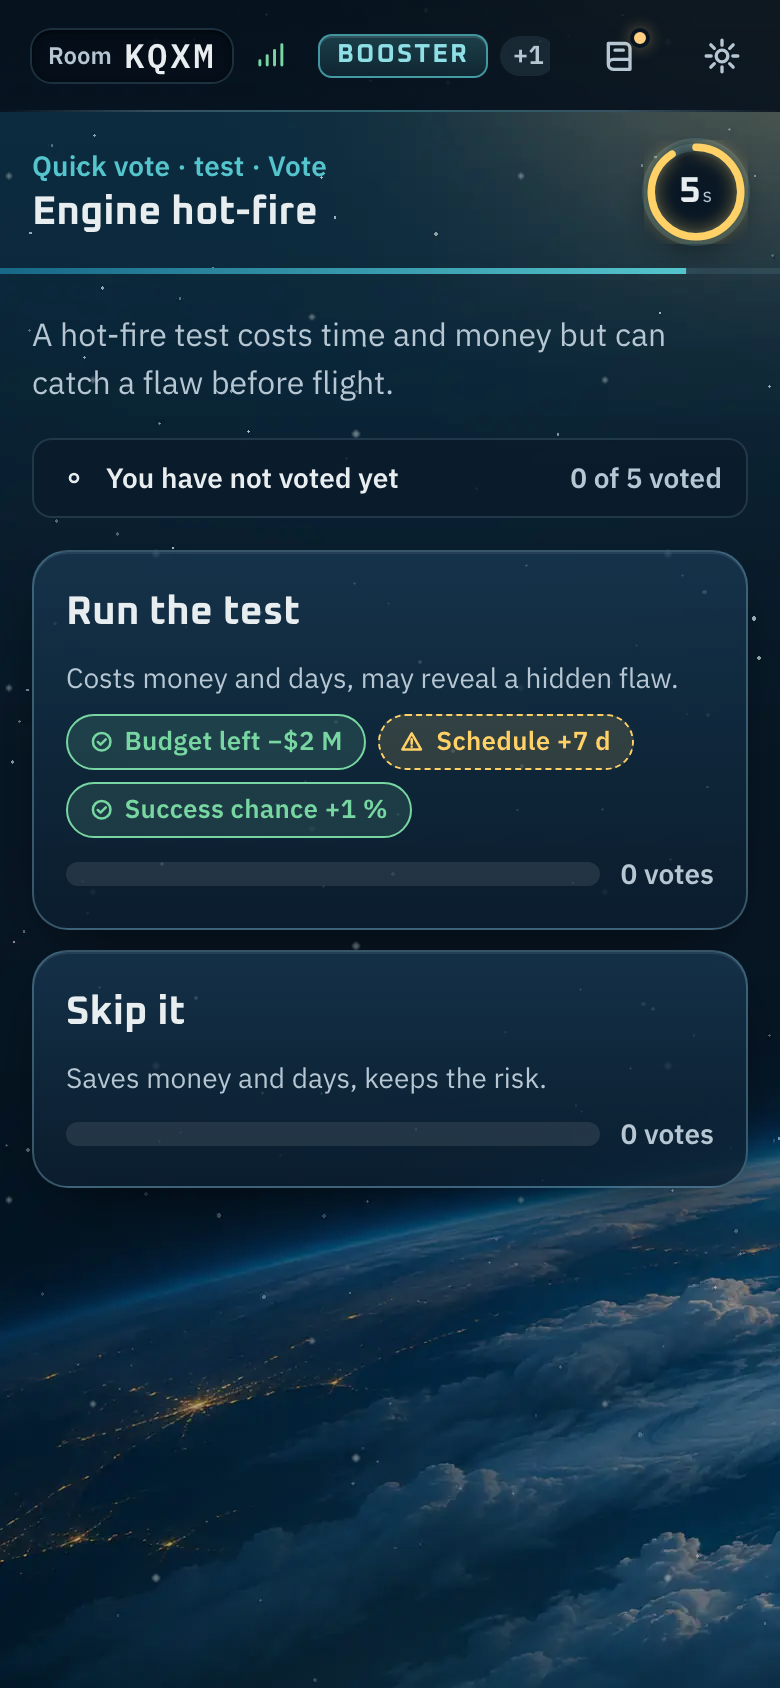 Room KQXM BOOSTER +1
Quick vote · test · Vote
Engine hot-fire
5 s
A hot-fire test costs time and money but can
catch a flaw before flight.
You have not voted yet 0 of 5 voted
Run the test
Costs money and days, may reveal a hidden flaw.
Budget left −$2 M Schedule +7 d
Success chance +1 %
0 votes
Skip it
Saves money and days, keeps the risk.
0 votes